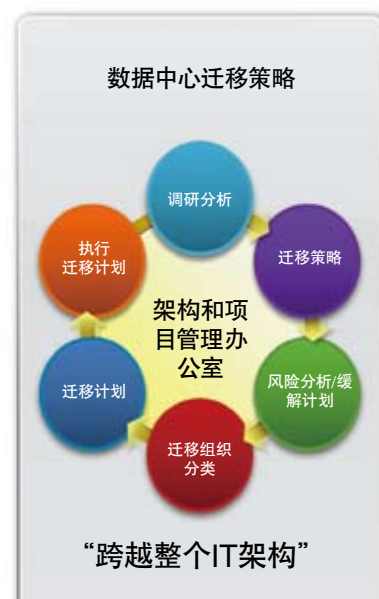 数据中心迁移策略
调研分析
迁移策略
风险分析/缓
解计划
迁移组织
分类
迁移计划
执行
迁移计划
架构和项
目管理办
公室
“跨越整个IT架构”